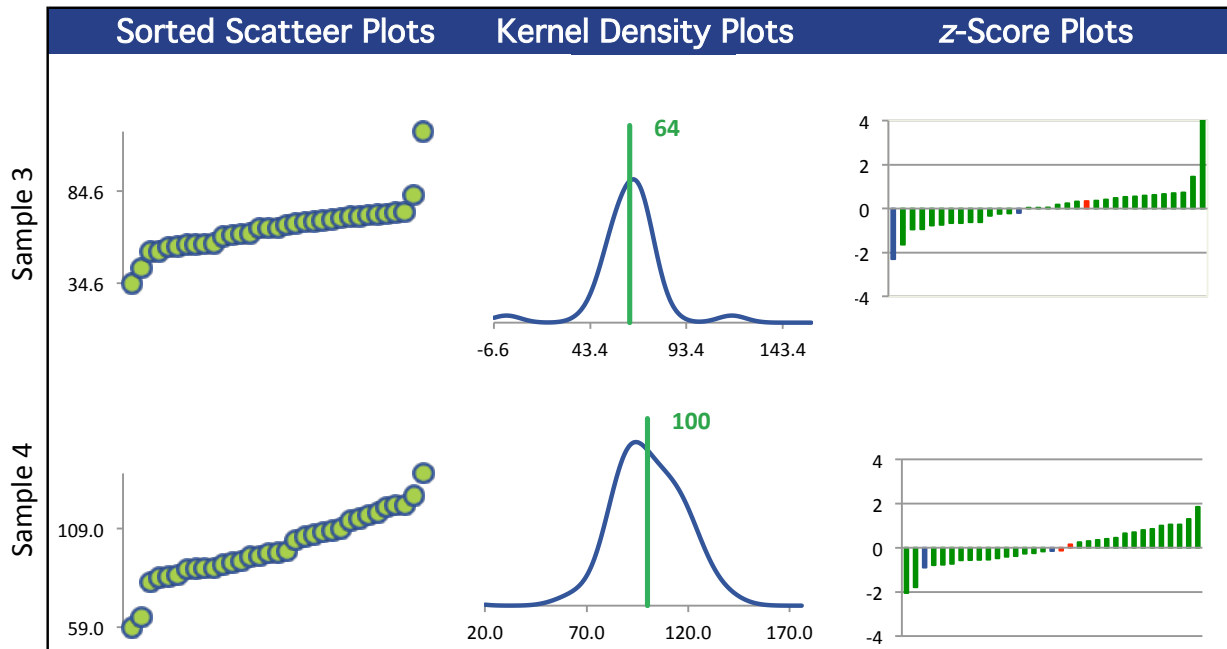 Sorted Scatteer Plots
Kernel Density Plots
z-Score Plots
Sample 3
84.6
34.6
64
-6.6 43.4 93.4 143.4
4
2
0
-2
-4
Sample 4
109.0
59.0
100
20.0 70.0 120.0 170.0
4
2
0
-2
-4